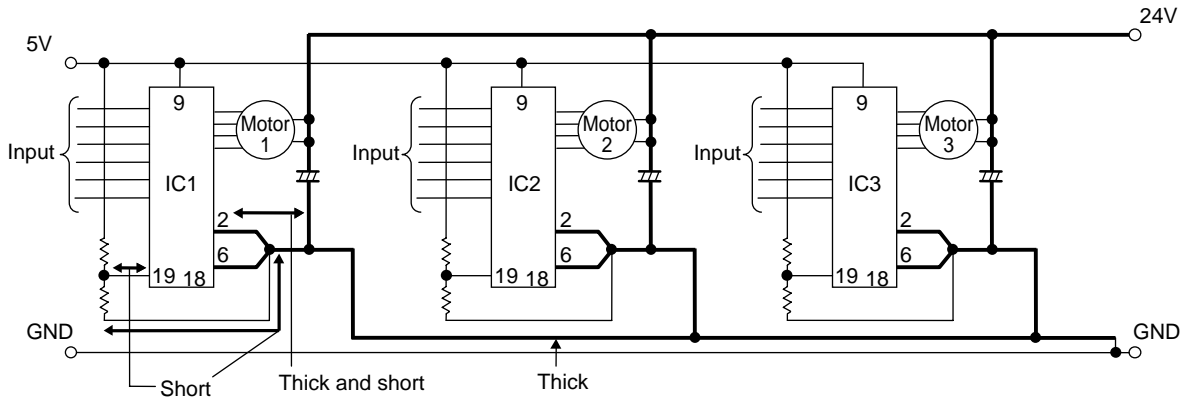 24V
5V
9
9
9
Motor
1
Motor
2
Motor
3
Input
Input
Input
IC1
IC2
IC3
2
2
2
6
6
6
19 18
19 18
19 18
GND
GND
Short
Thick and short
Thick